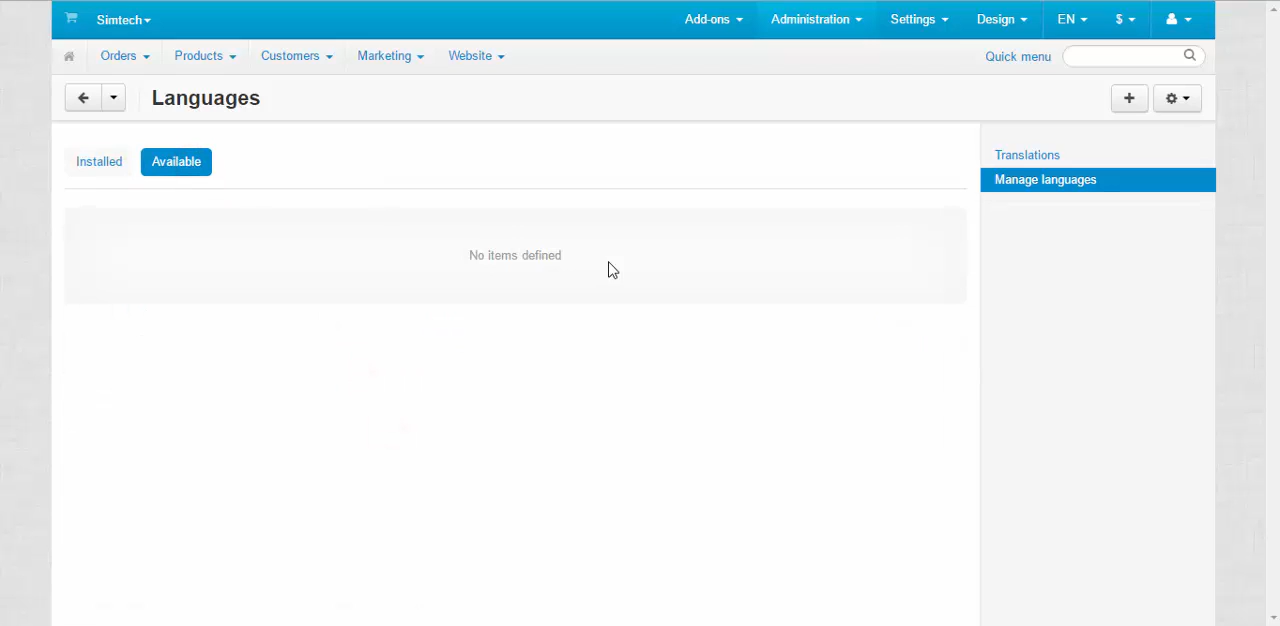 Simtech
Add-ons
Administration
Settings
Design
EN
$
Orders
Products
Customers
Marketing
Website
Quick menu
Languages
Installed
Available
Translations
Manage languages
No items defined